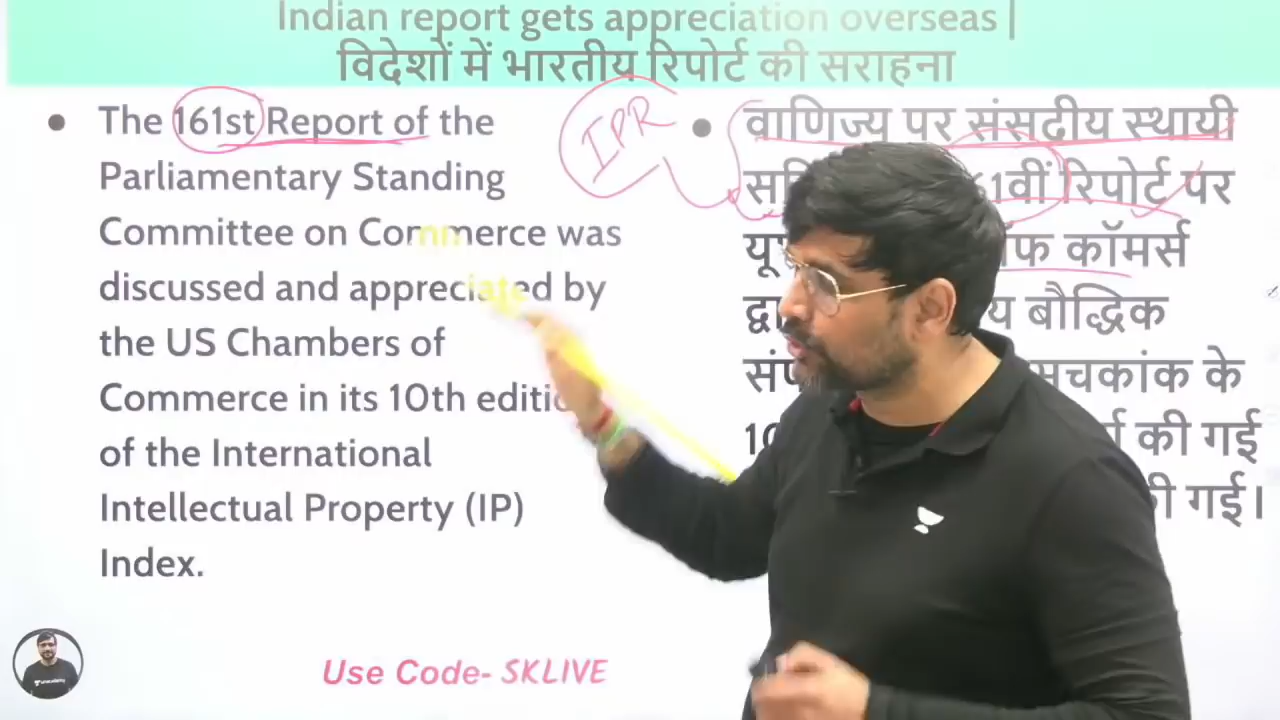 Indian report gets appreciation overseas |
विदेशों में भारतीय रिपोर्ट की सराहना
The 161st Report of the
Parliamentary Standing
Committee on Commerce was
discussed and appreciated by
the US Chambers of
Commerce in its 10th
of the International
Intellectual Property (IP)
Index.
IPR
वाणिज्य पर संसदीय स्थायी
रिपोर्ट पर
कॉमर्स
बौद्धिक
के
की गई
गई।
Use Code- SKLIVE